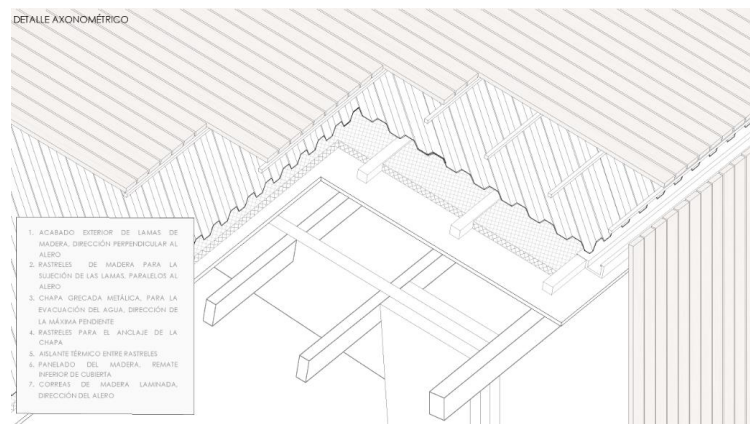 DETALLE AXONOMÉTRICO
1. ACABADO EXTERIOR DE LAMAS DE
MADERA, DIRECCIÓN PERPENDICULAR AL
ALERO
2. RASTRELES DE MADERA PARA LA
SUJECIÓN DE LAS LAMAS, PARALELOS AL
ALERO
3. CHAPA GRECADA METÁLICA, PARA LA
EVACUACIÓN DEL AGUA, DIRECCIÓN DE
LA MÁXIMA PENDIENTE
4. RASTRELES PARA EL ANCLAJE DE LA
CHAPA
5. AISLANTE TÉRMICO ENTRE RASTRELES
6. PANELADO DEL MADERA, REMATE
INFERIOR DE CUBIERTA
7. CORREAS DE MADERA LAMINADA,
DIRECCIÓN DEL ALERO